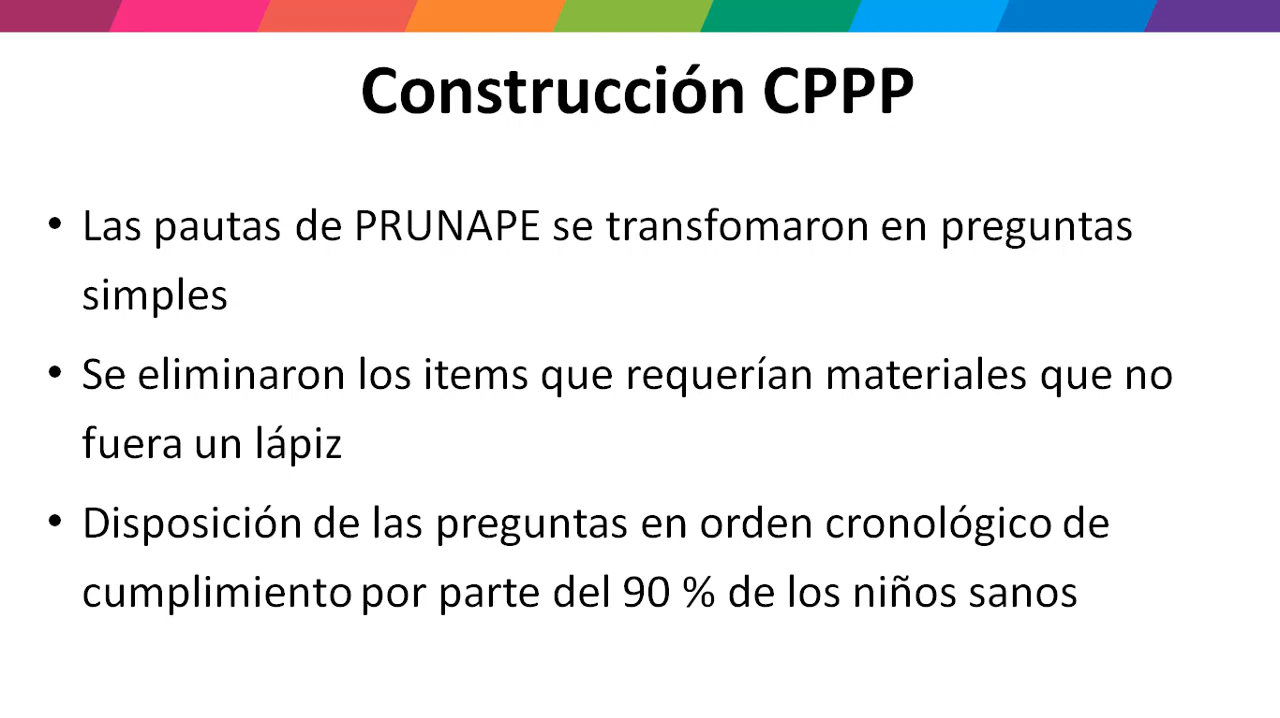 Construcción CPPP
• Las pautas de PRUNAPE se transfomaron en preguntas
simples
• Se eliminaron los items que requerían materiales que no
fuera un lápiz
• Disposición de las preguntas en orden cronológico de
cumplimiento por parte del 90 % de los niños sanos